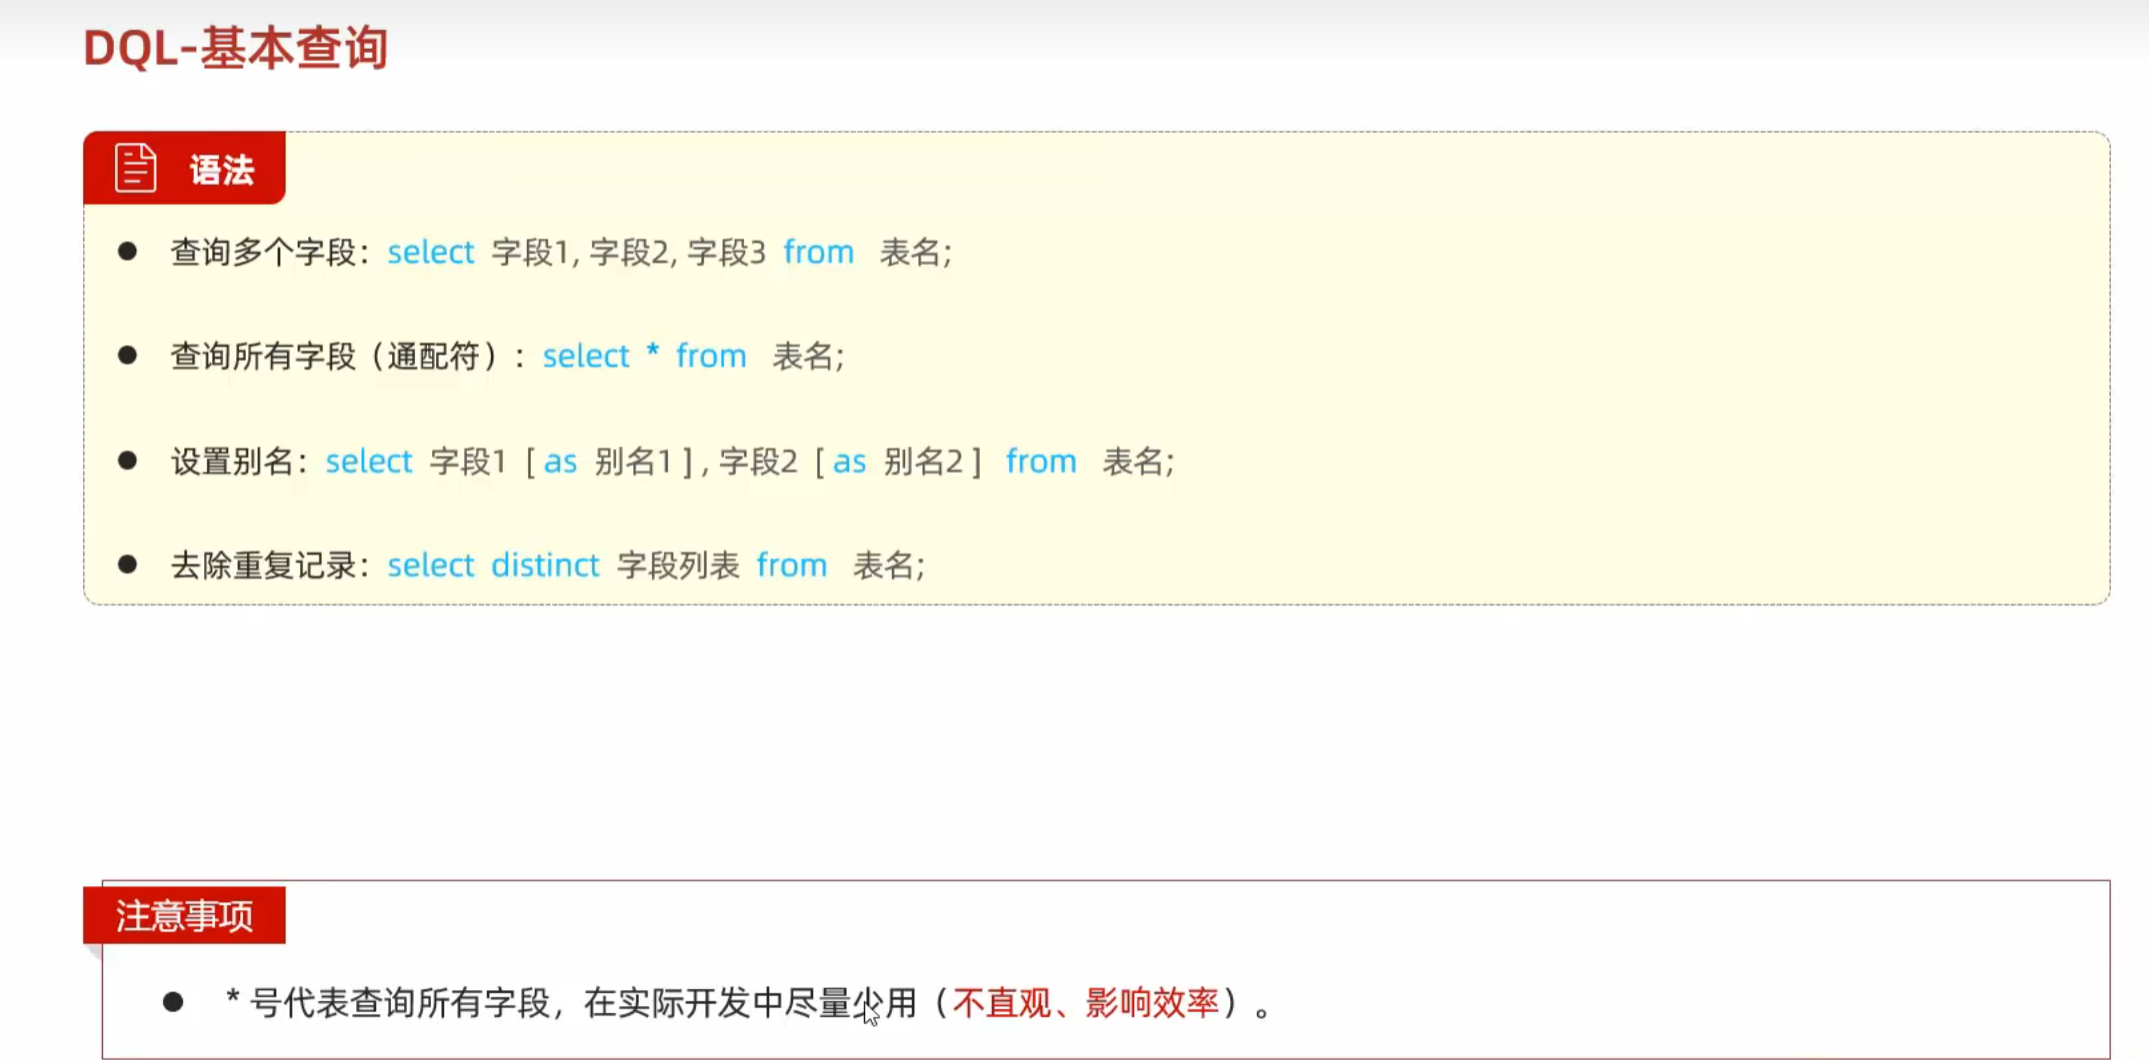 DQL-基本查询
语法
查询多个字段：select 字段1, 字段2, 字段3 from 表名;
查询所有字段（通配符）：select * from 表名;
设置别名：select 字段1 [ as 别名1 ] , 字段2 [ as 别名2 ] from 表名;
去除重复记录：select distinct 字段列表 from 表名;
注意事项
* 号代表查询所有字段，在实际开发中尽量少用（不直观、影响效率）。